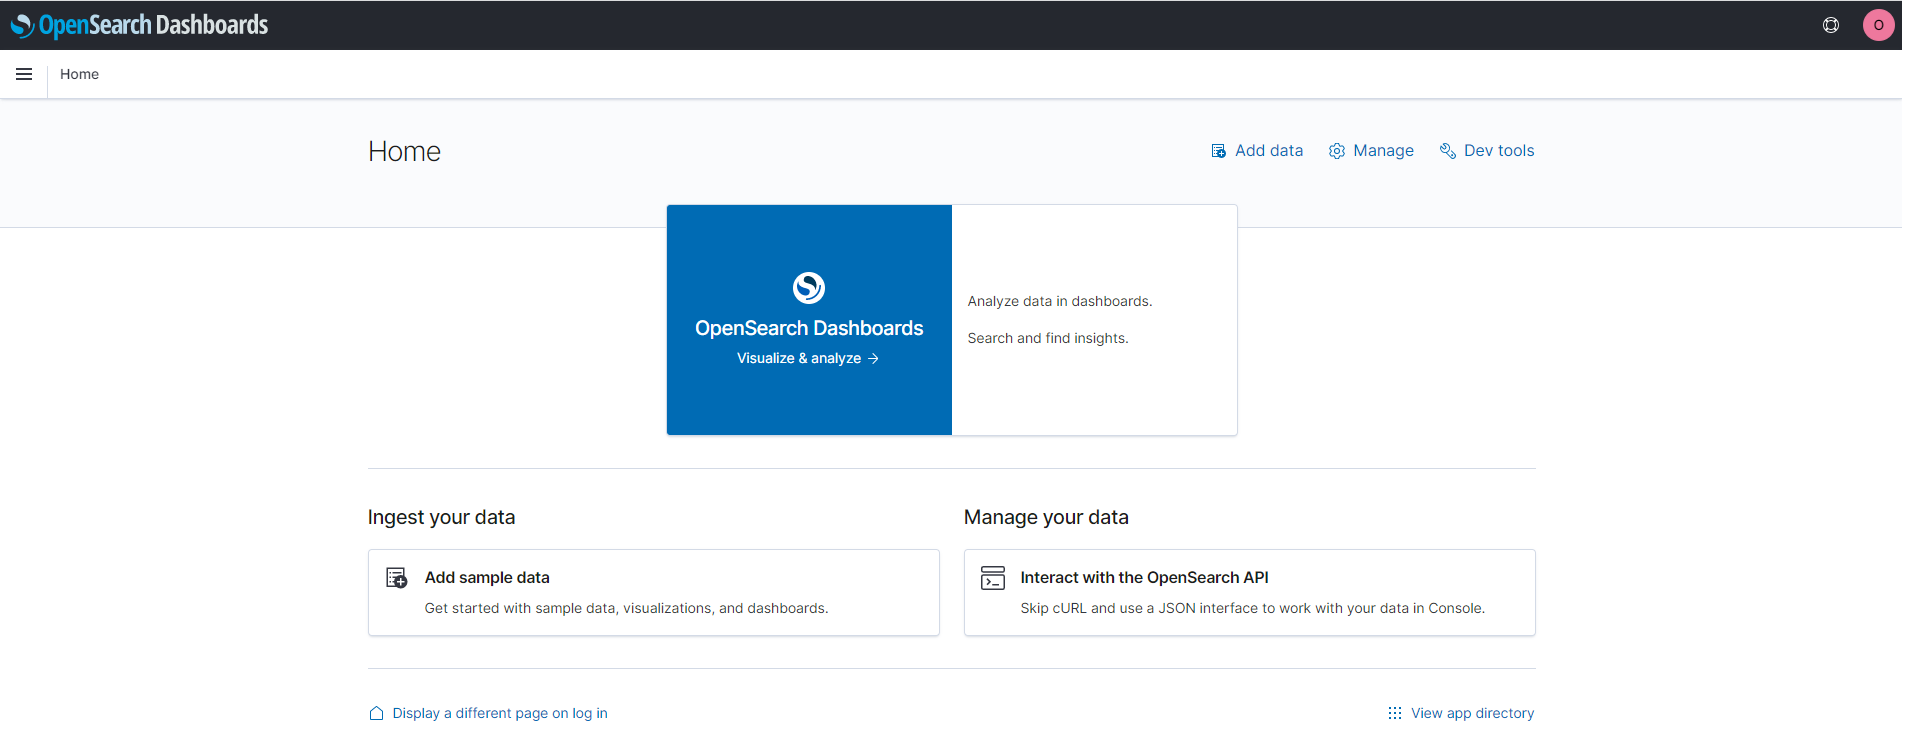 OpenSearch Dashboards
O
Home
Home
Add data
Manage
Dev tools
OpenSearch Dashboards
Visualize & analyze →
Analyze data in dashboards.
Search and find insights.
Ingest your data
Manage your data
Add sample data
Get started with sample data, visualizations, and dashboards.
Interact with the OpenSearch API
Skip cURL and use a JSON interface to work with your data in Console.
Display a different page on log in
View app directory